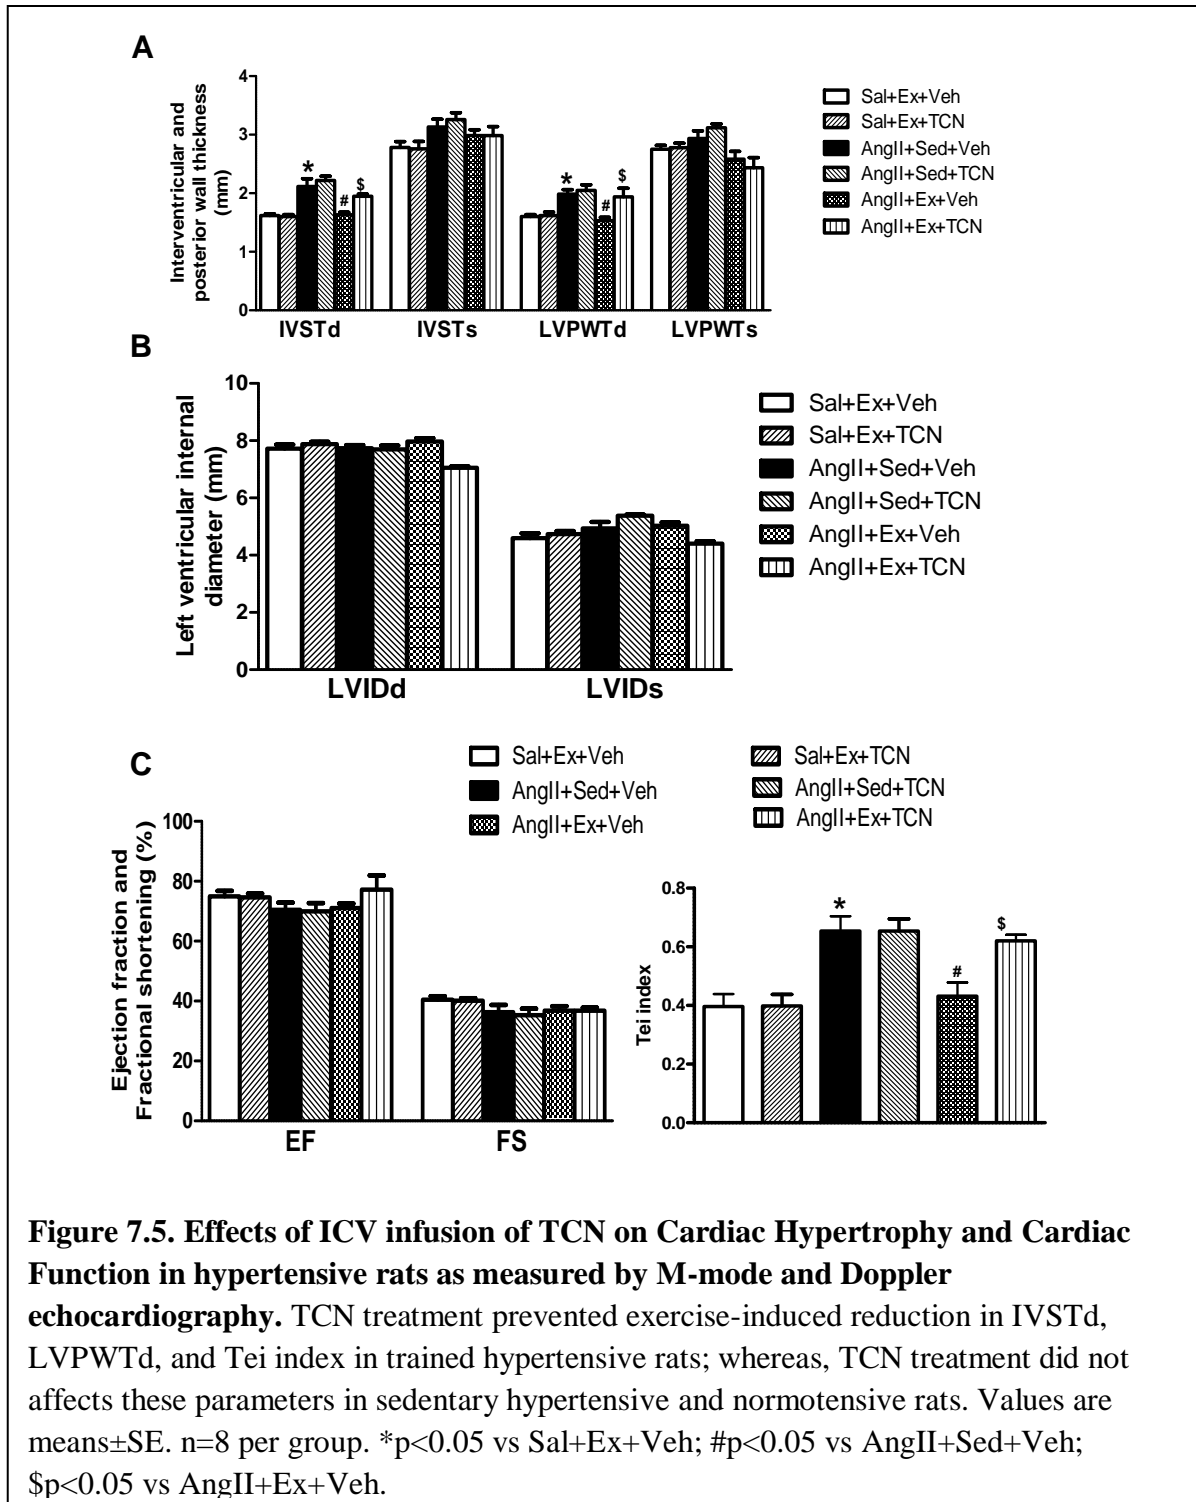 A
Interventricular and
posterior wall thickness
(mm)
4
3
2
1
0
*
#
$
*
#
$
IVSTd
IVSTs
LVPWTd
LVPWTs
Sal+Ex+Veh
Sal+Ex+TCN
AngII+Sed+Veh
AngII+Sed+TCN
AngII+Ex+Veh
AngII+Ex+TCN
B
Left ventricular internal
diameter (mm)
10
8
6
4
2
0
LVIDd
LVIDs
Sal+Ex+Veh
Sal+Ex+TCN
AngII+Sed+Veh
AngII+Sed+TCN
AngII+Ex+Veh
AngII+Ex+TCN
C
Sal+Ex+Veh
Sal+Ex+TCN
AngII+Sed+Veh
AngII+Sed+TCN
AngII+Ex+Veh
AngII+Ex+TCN
Ejection fraction and
Fractional shortening (%)
100
80
60
40
20
0
EF
FS
Tei index
0.8
0.6
0.4
0.2
0.0
*
#
$
Figure 7.5. Effects of ICV infusion of TCN on Cardiac Hypertrophy and Cardiac
Function in hypertensive rats as measured by M-mode and Doppler
echocardiography. TCN treatment prevented exercise-induced reduction in IVSTd,
LVPWTd, and Tei index in trained hypertensive rats; whereas, TCN treatment did not
affects these parameters in sedentary hypertensive and normotensive rats. Values are
means±SE. n=8 per group. *p<0.05 vs Sal+Ex+Veh; #p<0.05 vs AngII+Sed+Veh;
$p<0.05 vs AngII+Ex+Veh.